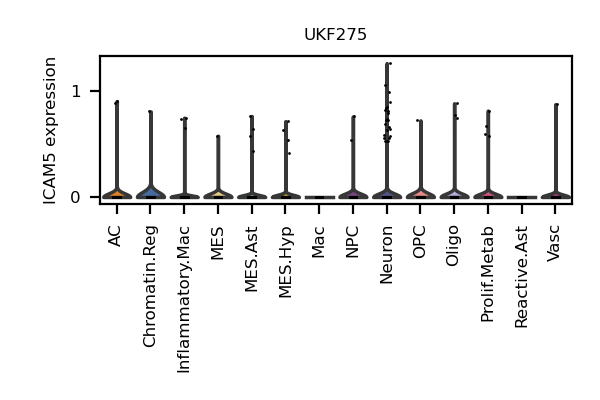 UKF275
ICAM5 expression
1
0
AC
Chromatin.Reg
Inflammatory.Mac
MES
MES.Ast
MES.Hyp
Mac
NPC
Neuron
OPC
Oligo
Prolif.Metab
Reactive.Ast
Vasc